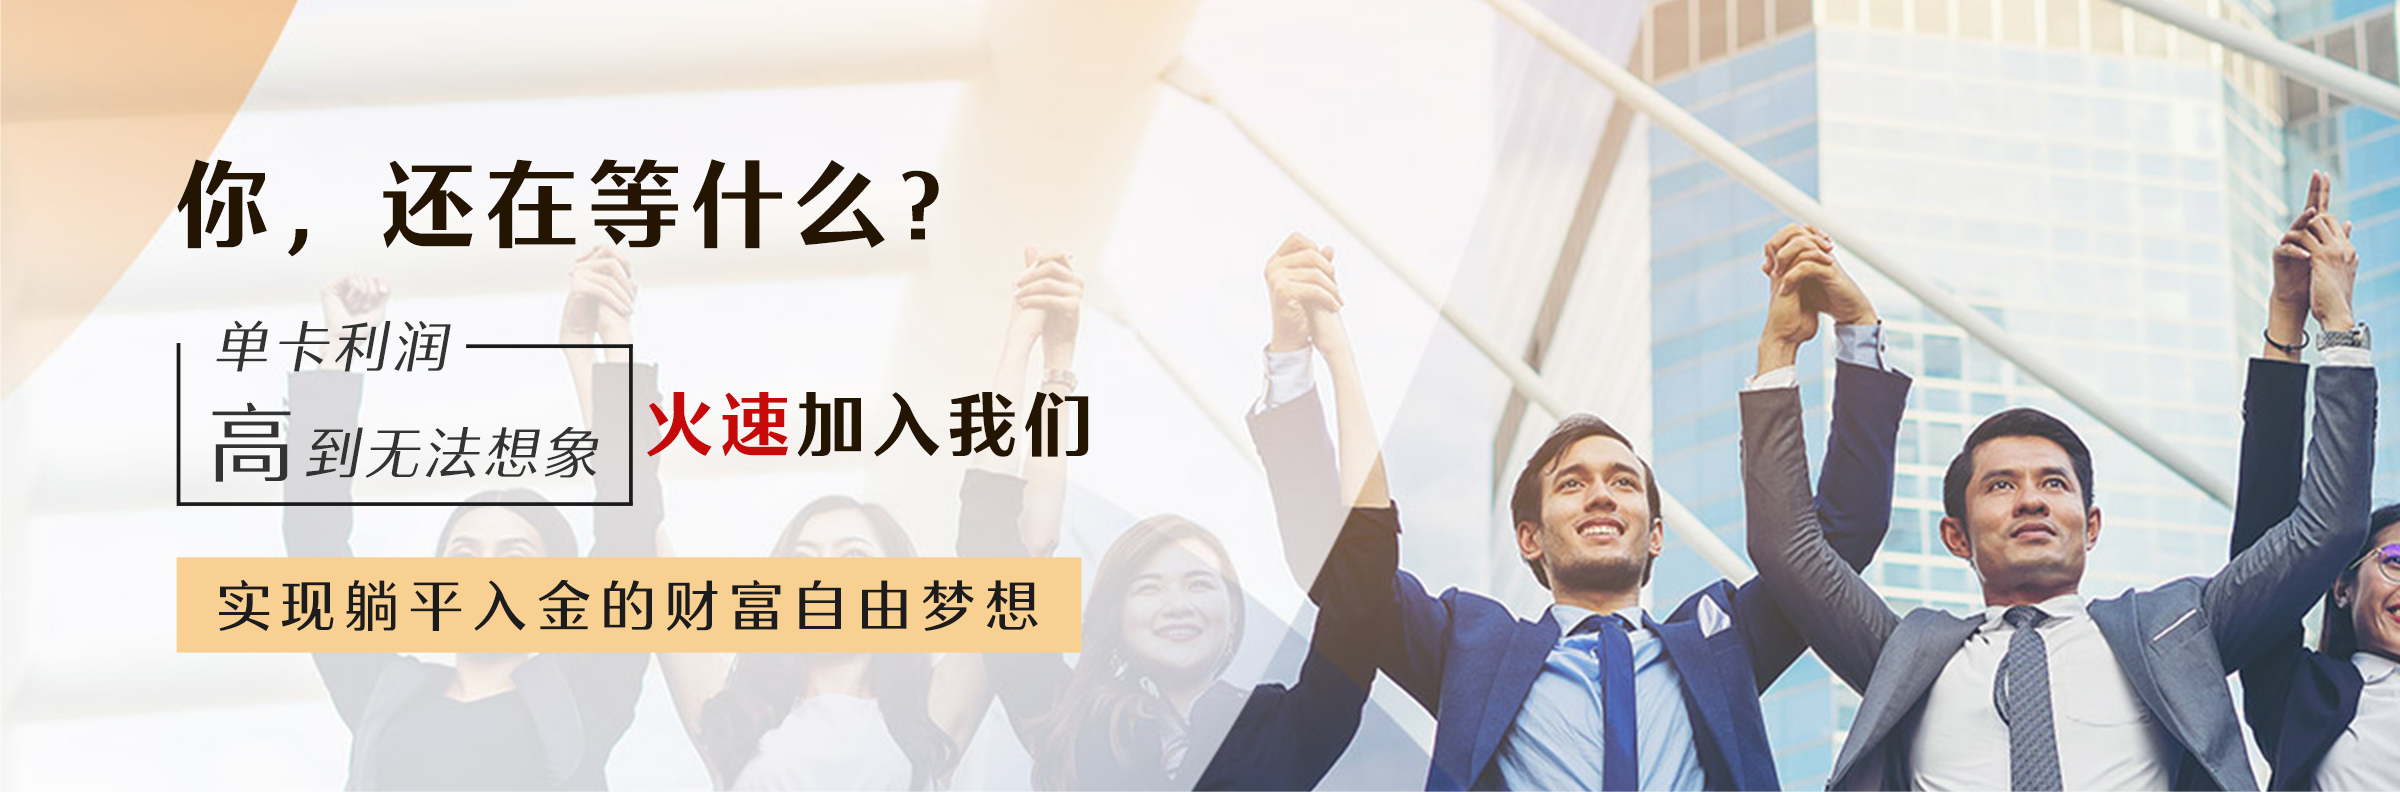 你，还在等什么？
单卡利润
高到无法想象
火速加入我们
实现躺平入金的财富自由梦想